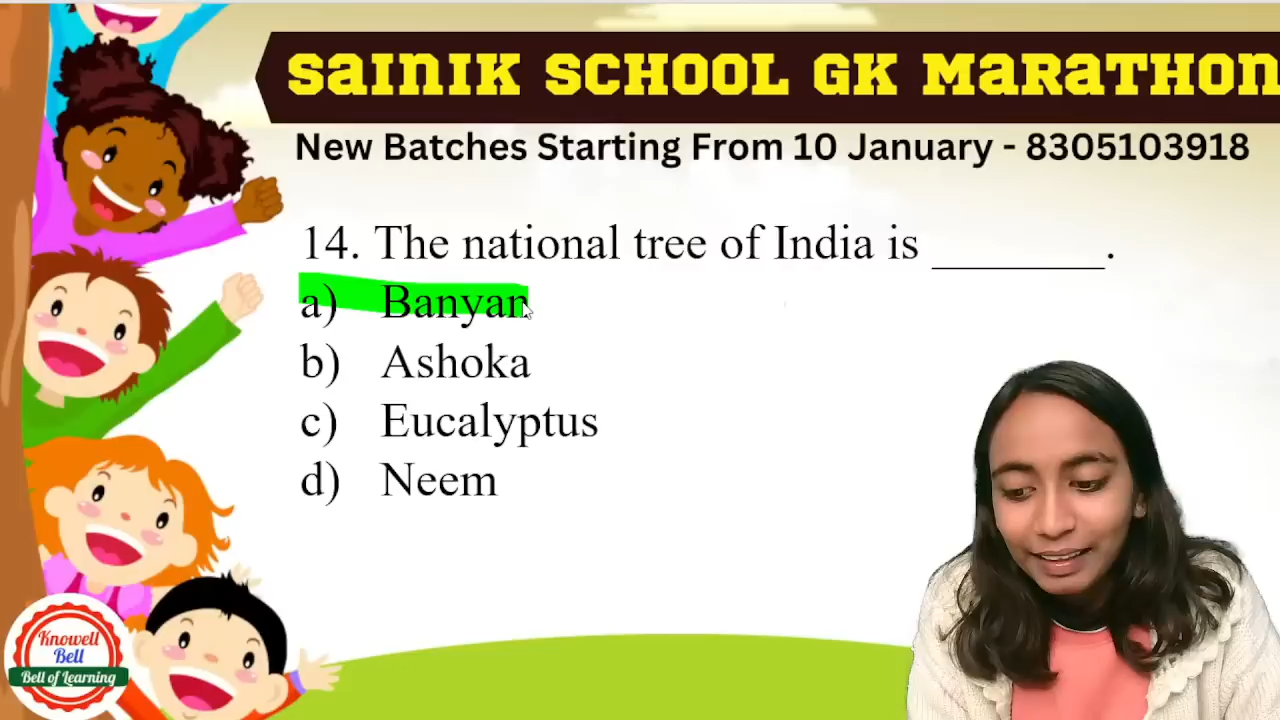 SaINIK SCHOOL GK MaRaTHON
New Batches Starting From 10 January - 8305103918
14. The national tree of India is _______.
a) Banyan
b) Ashoka
c) Eucalyptus
d) Neem
Knowell
Bell
Bell of Learning